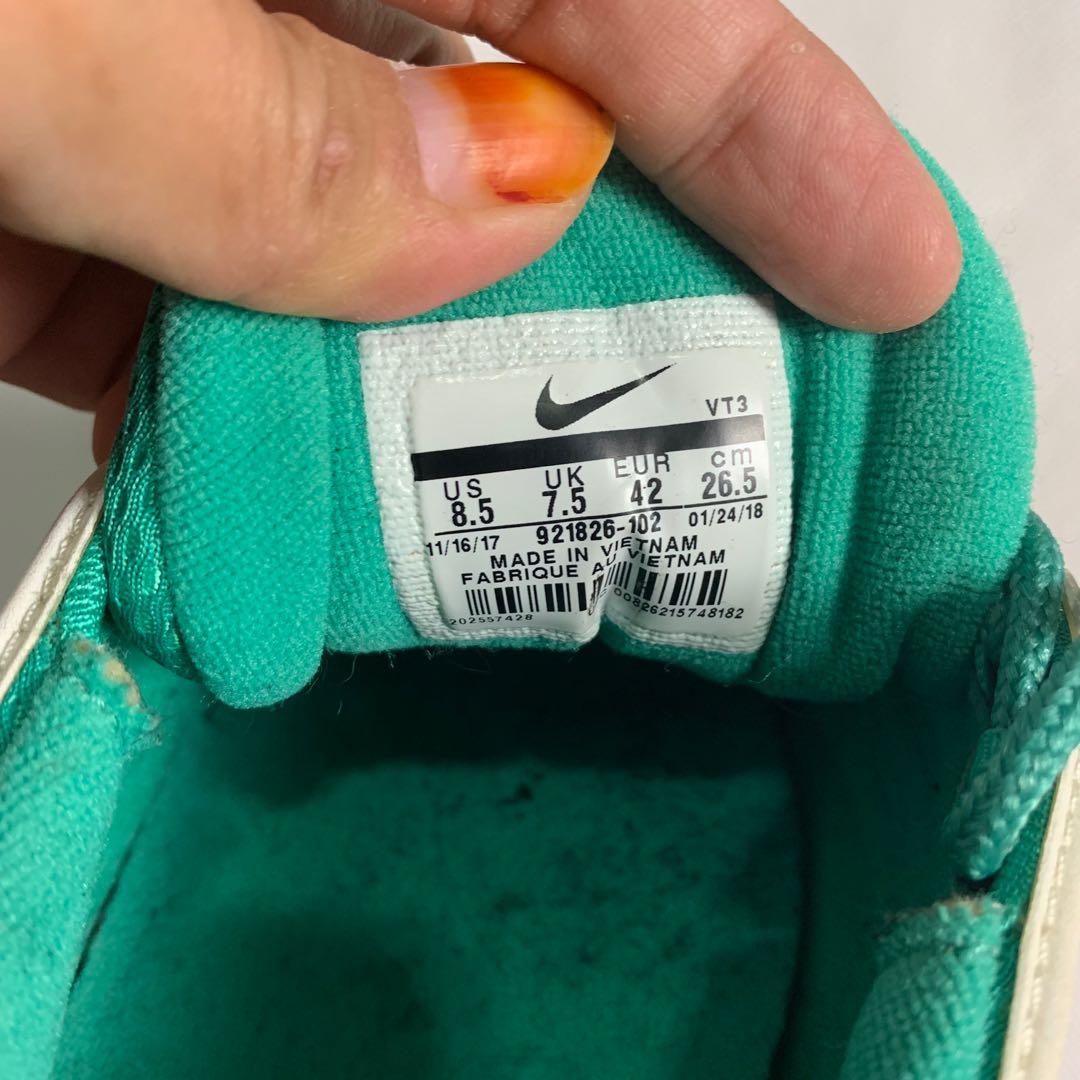 VT3
US UK EUR cm
8.5 7.5 42 26.5
11/16/17 921826-102 01/24/18
MADE IN VIETNAM
FABRIQUE AU VIETNAM
202557428 00826215748182